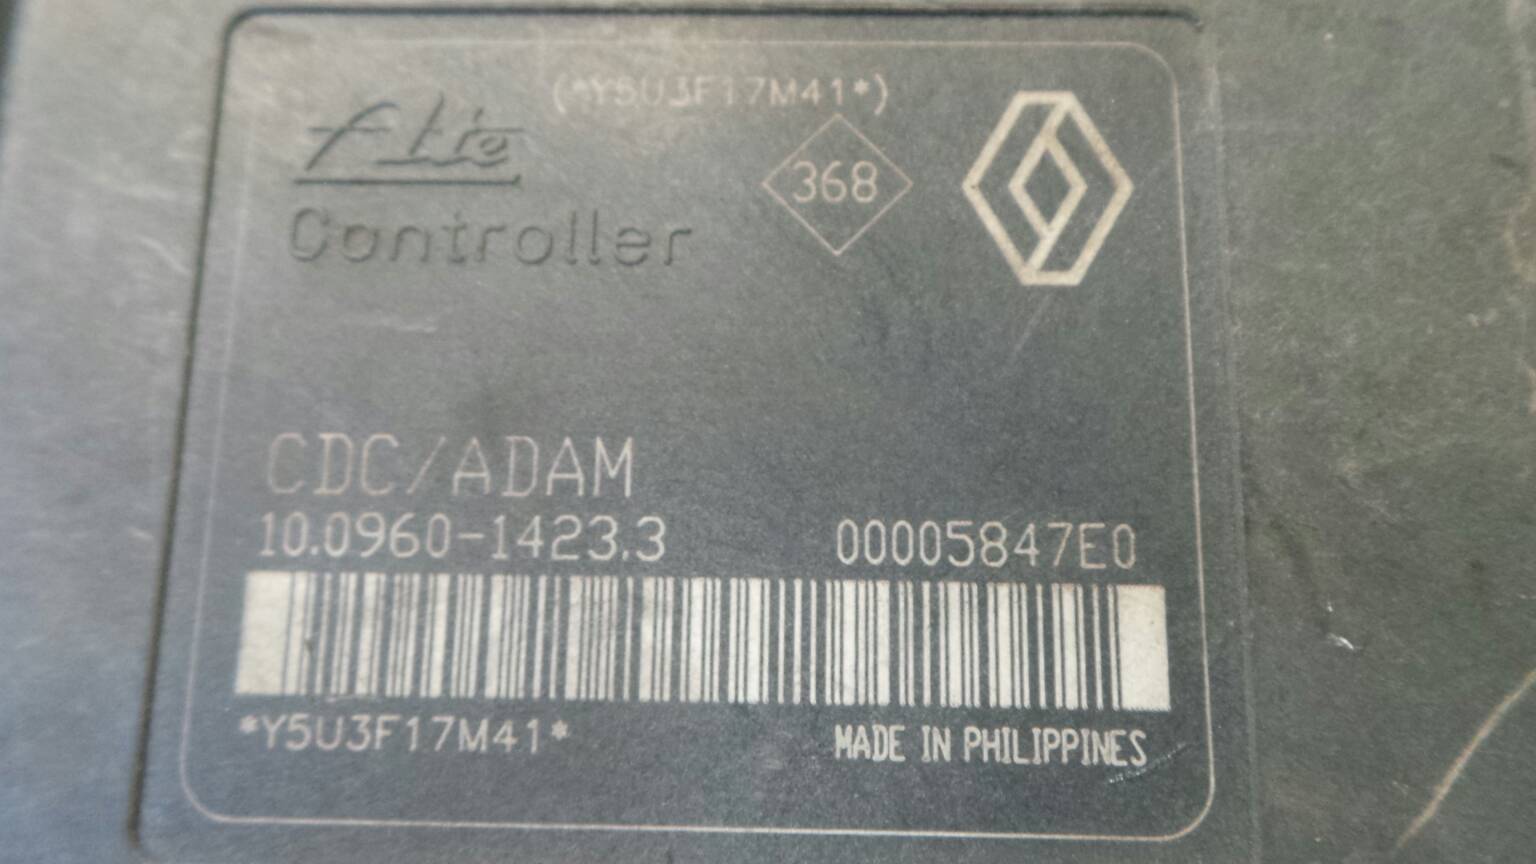 (*Y5U3F17M41*)
Ate
368
Controller
CDC/ADAM
10.0960-1423.3 00005847E0
*Y5U3F17M41* MADE IN PHILIPPINES